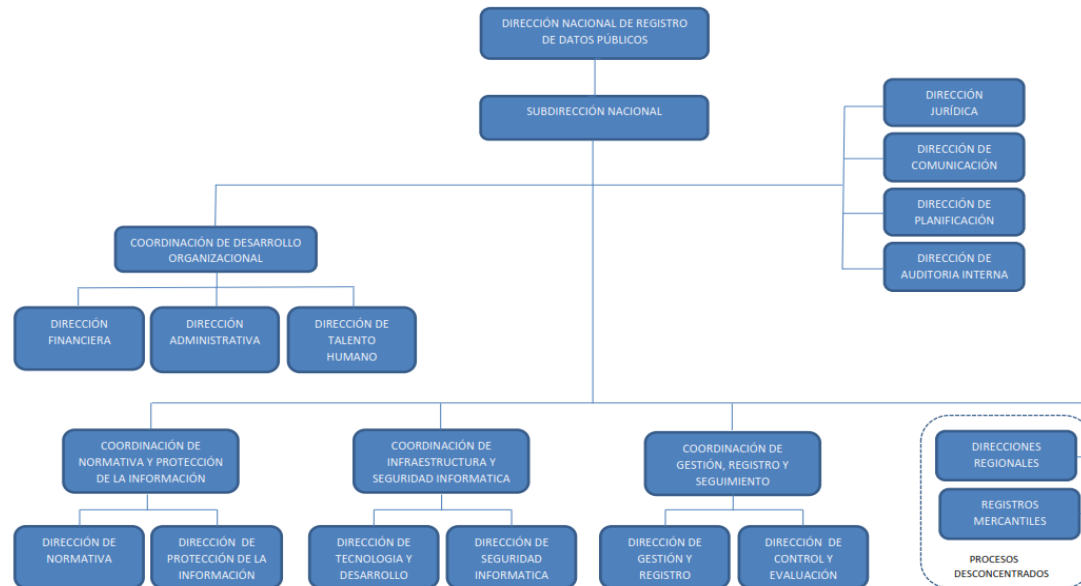 DIRECCIÓN NACIONAL DE REGISTRO
DE DATOS PÚBLICOS
SUBDIRECCIÓN NACIONAL
DIRECCIÓN
JURÍDICA
DIRECCIÓN DE
COMUNICACIÓN
DIRECCIÓN DE
PLANIFICACIÓN
DIRECCIÓN DE
AUDITORIA INTERNA
COORDINACIÓN DE DESARROLLO
ORGANIZACIONAL
DIRECCIÓN
FINANCIERA
DIRECCIÓN
ADMINISTRATIVA
DIRECCIÓN DE
TALENTO
HUMANO
COORDINACIÓN DE
NORMATIVA Y PROTECCIÓN
DE LA INFORMACIÓN
COORDINACIÓN DE
INFRAESTRUCTURA Y
SEGURIDAD INFORMATICA
COORDINACIÓN DE
GESTIÓN, REGISTRO Y
SEGUIMIENTO
DIRECCIONES
REGIONALES
REGISTROS
MERCANTILES
PROCESOS
DESCONCENTRADOS
DIRECCIÓN DE
NORMATIVA
DIRECCIÓN DE
PROTECCIÓN DE LA
INFORMACIÓN
DIRECCIÓN DE
TECNOLOGIA Y
DESARROLLO
DIRECCIÓN DE
SEGURIDAD
INFORMATICA
DIRECCIÓN DE
GESTIÓN Y
REGISTRO
DIRECCIÓN DE
CONTROL Y
EVALUACIÓN